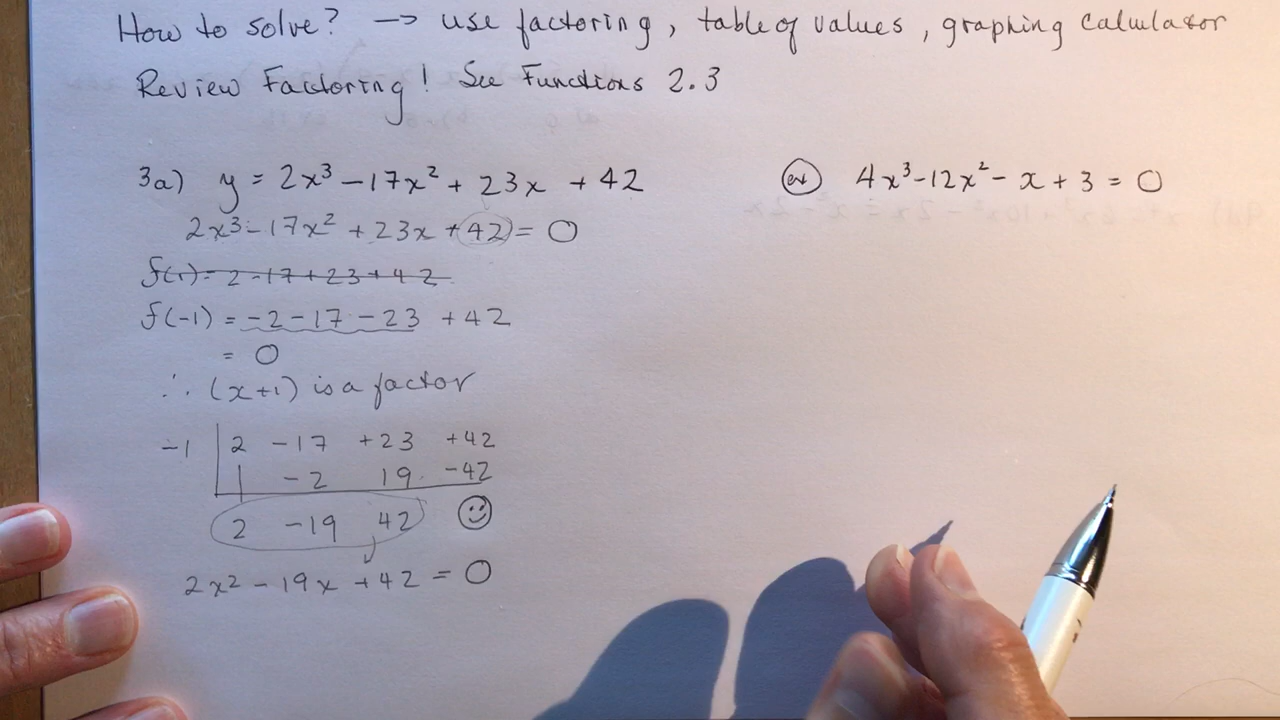 How to solve? → use factoring, table of values, graphing calculator
Review Factoring! See Functions 2.3
3a) y = 2x³ - 17x² + 23x + 42
2x³ - 17x² + 23x + 42 = 0
f(1) = 2 - 17 + 23 + 42
f(-1) = -2 - 17 - 23 + 42
= 0
∴ (x+1) is a factor
-1 | 2 -17 +23 +42
↓ -2 19 -42
2 -19 42 ☺
2x² - 19x + 42 = 0
ex 4x³ - 12x² - x + 3 = 0